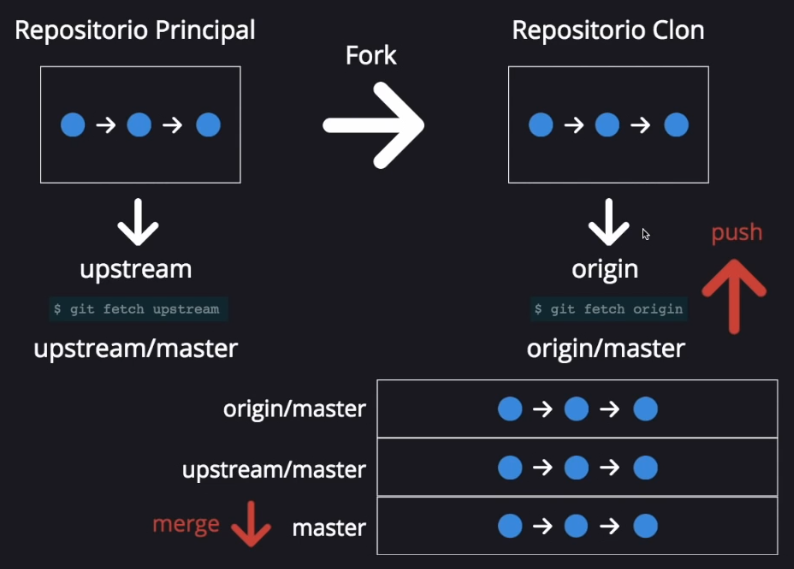 Repositorio Principal
Fork
Repositorio Clon
upstream
$ git fetch upstream
upstream/master
origin
$ git fetch origin
origin/master
push
origin/master
upstream/master
merge
master